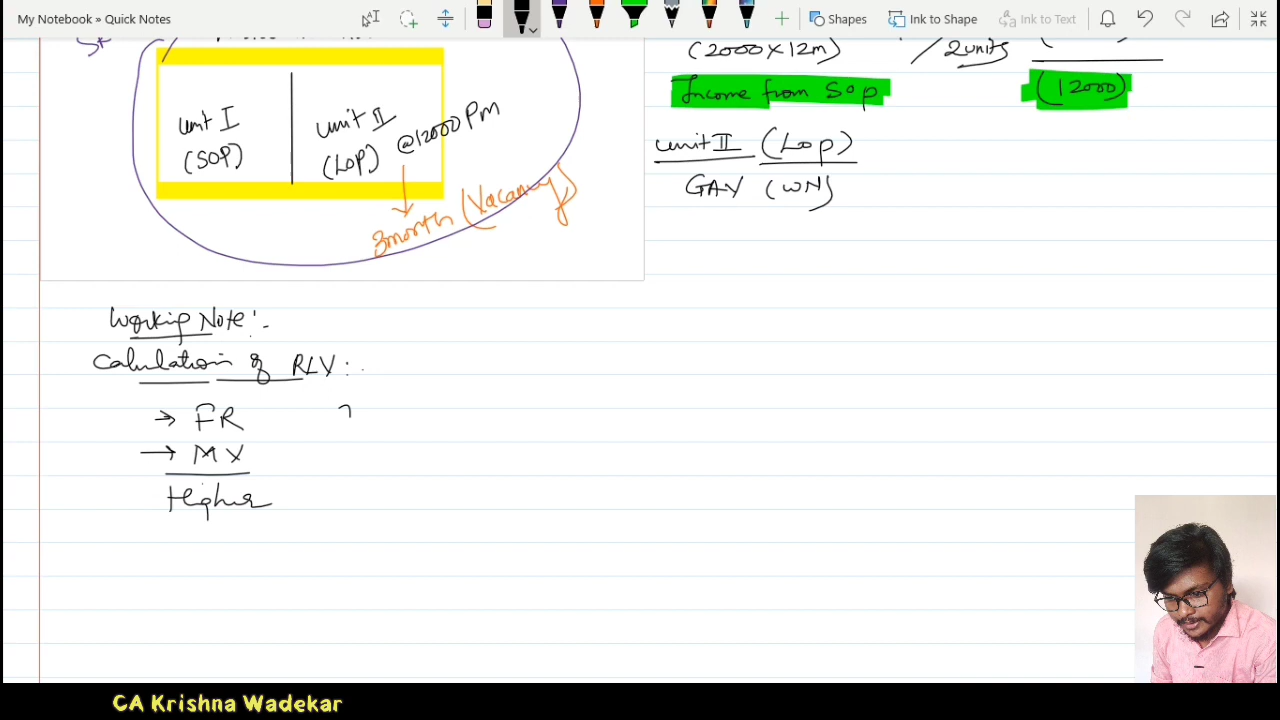 My Notebook » Quick Notes
Shapes
Ink to Shape
Ink to Text
(2000 x 12m)
/ 2 units
Income from SOP
(12000)
Unit I
(SOP)
Unit II
(LOP) @12000 Pm
3month (Vacancy)
Unit II (LOP)
GAV (WN)
Working Note:-
Calculation of RLV:-
→ FR
→ MV
Higher
CA Krishna Wadekar